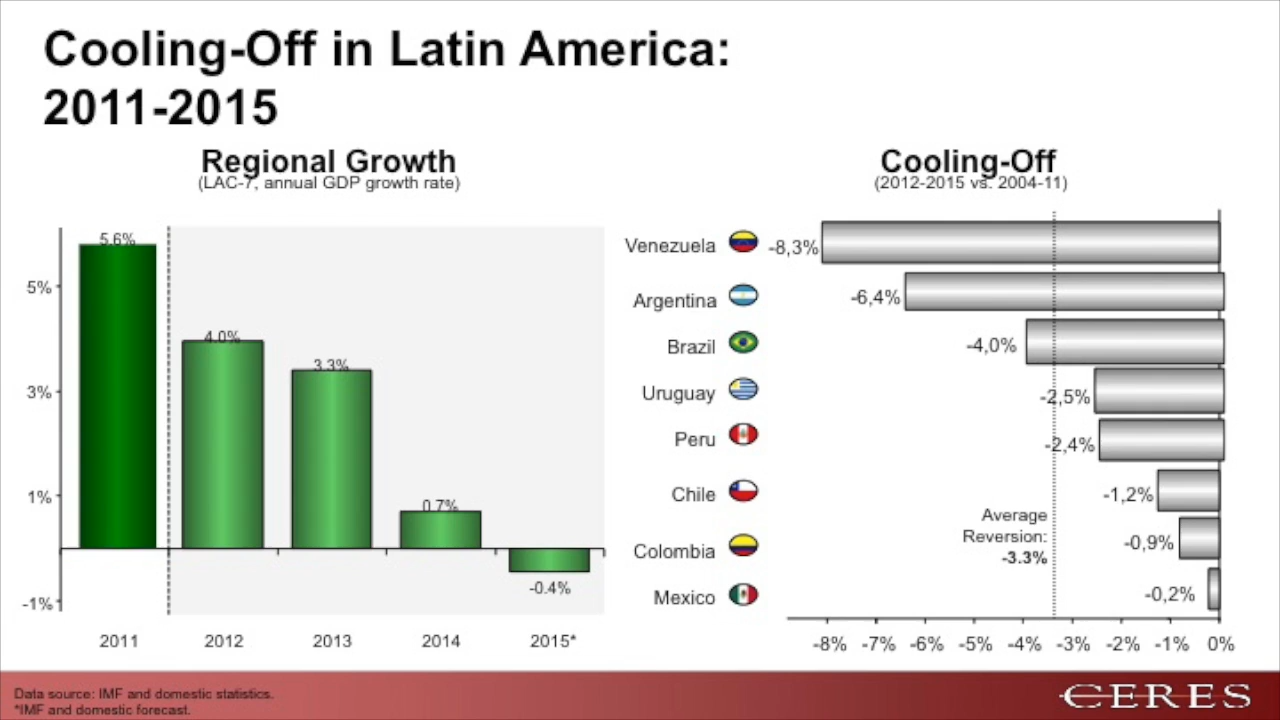 Cooling-Off in Latin America:
2011-2015
Regional Growth
(LAC-7, annual GDP growth rate)
5.6%
4.0%
3.3%
0.7%
-0.4%
5%
3%
1%
-1%
2011 2012 2013 2014 2015*
Cooling-Off
(2012-2015 vs. 2004-11)
Venezuela -8,3%
Argentina -6,4%
Brazil -4,0%
Uruguay -2,5%
Peru -2,4%
Chile -1,2%
Colombia -0,9%
Mexico -0,2%
Average
Reversion:
-3.3%
-8% -7% -6% -5% -4% -3% -2% -1% 0%
Data source: IMF and domestic statistics.
*IMF and domestic forecast.
CERES